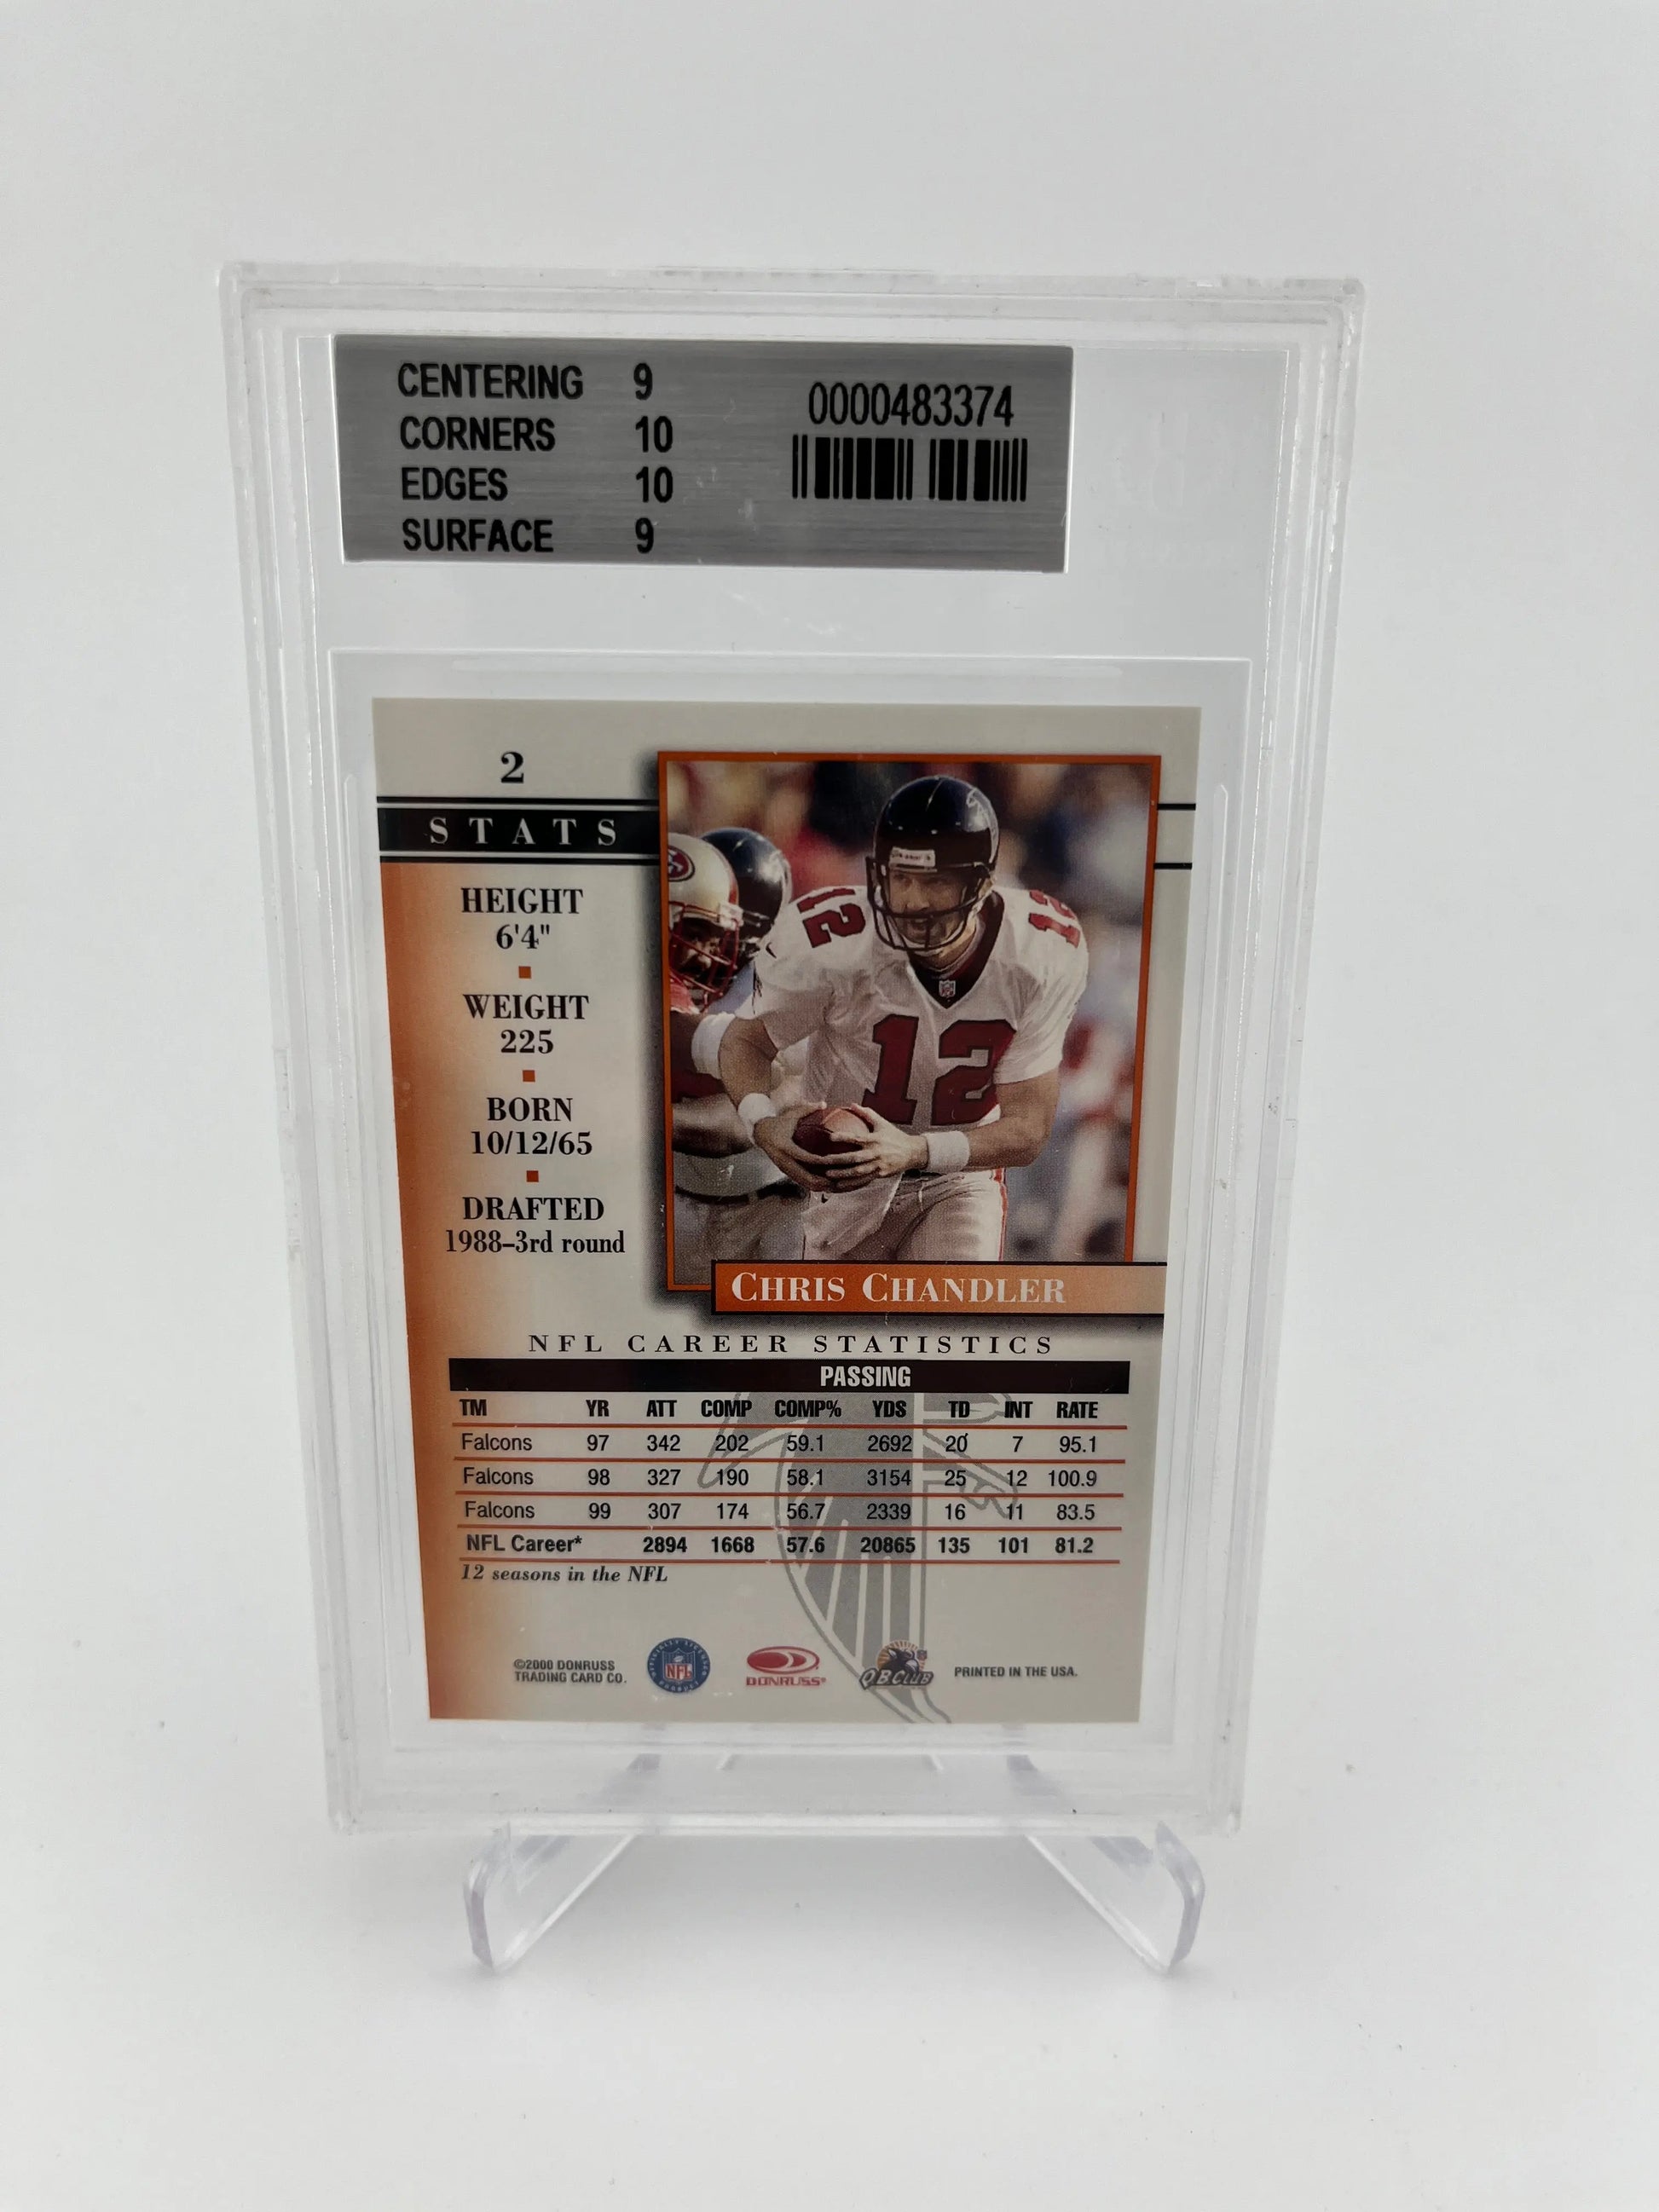 CENTERING 9
CORNERS 10
EDGES 10
SURFACE 9
0000483374
2
STATS
HEIGHT
6'4"
WEIGHT
225
BORN
10/12/65
DRAFTED
1988–3rd round
12
12
12
CHRIS CHANDLER
NFL CAREER STATISTICS
PASSING
TM YR ATT COMP COMP% YDS TD INT RATE
Falcons 97 342 202 59.1 2692 20 7 95.1
Falcons 98 327 190 58.1 3154 25 12 100.9
Falcons 99 307 174 56.7 2339 16 11 83.5
NFL Career* 2894 1668 57.6 20865 135 101 81.2
12 seasons in the NFL
©2000 DONRUSS
TRADING CARD CO.
NFL
DONRUSS®
QB CLUB
PRINTED IN THE USA.